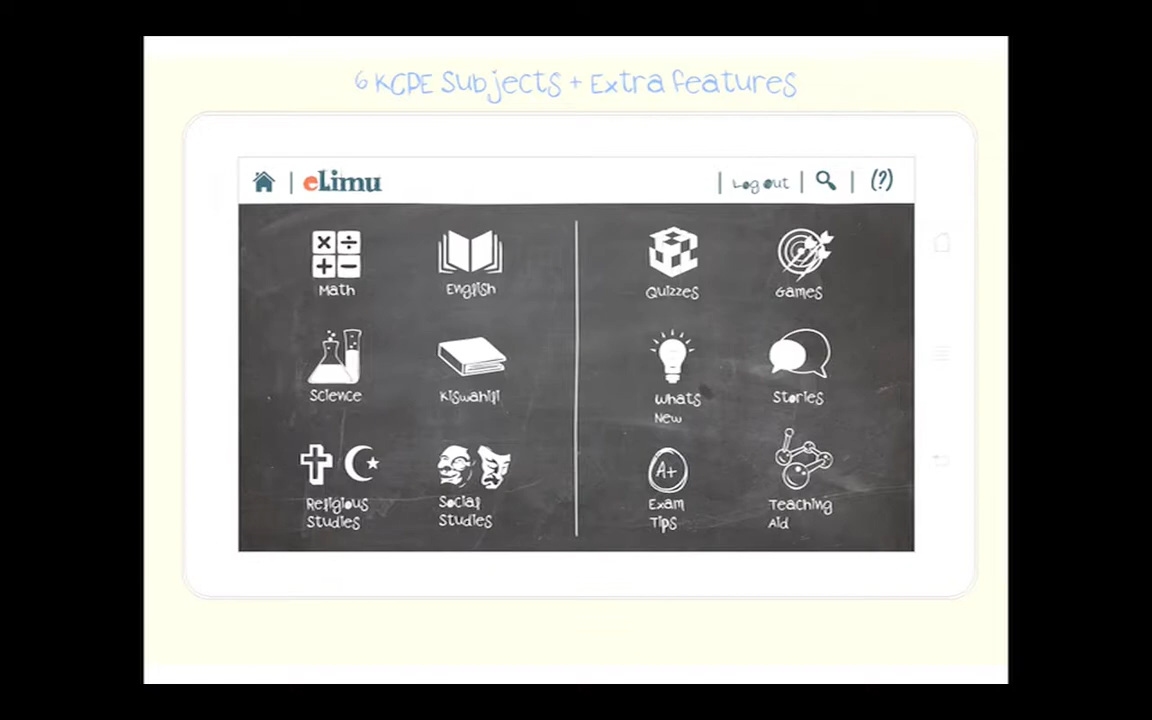 6 KCPE Subjects + Extra features
eLimu
Log out
(?)
Math
English
Science
Kiswahili
Religious
Studies
Social
Studies
Quizzes
Games
Whats
New
Stories
A+
Exam
Tips
Teaching
Aid